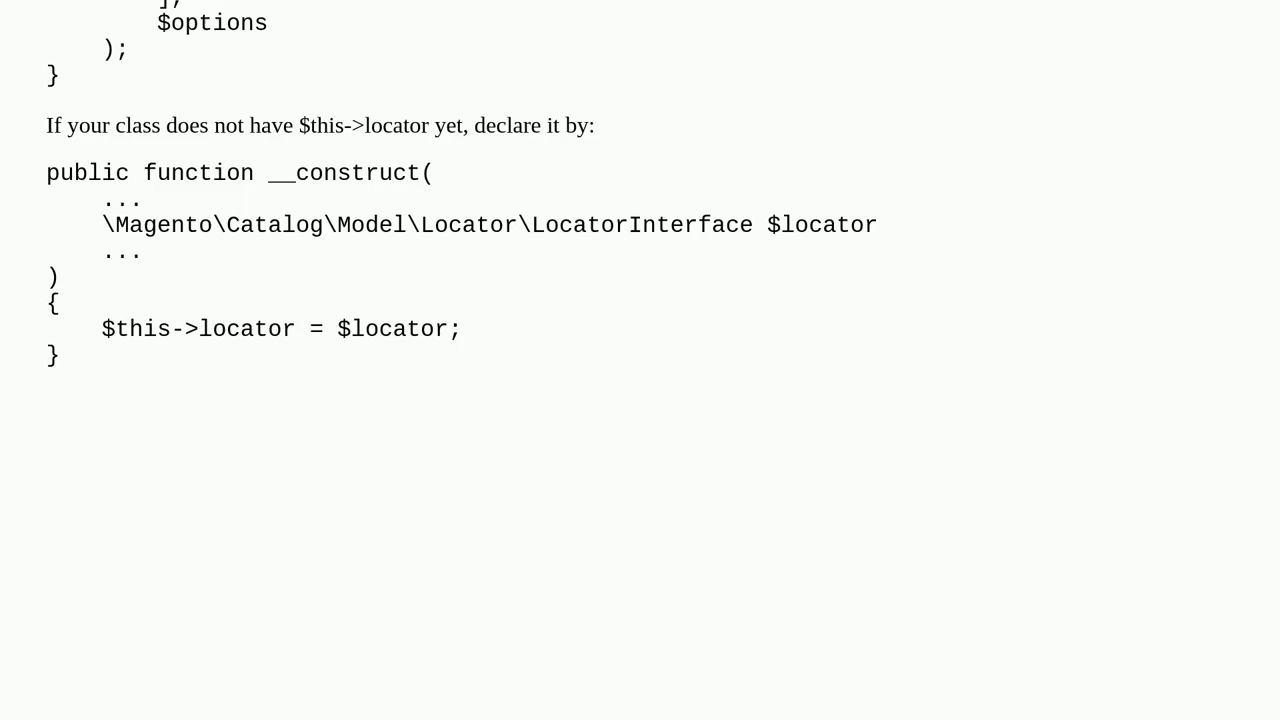 ];
$options
);
}
If your class does not have $this->locator yet, declare it by:
public function __construct(
...
\Magento\Catalog\Model\Locator\LocatorInterface $locator
...
)
{
$this->locator = $locator;
}